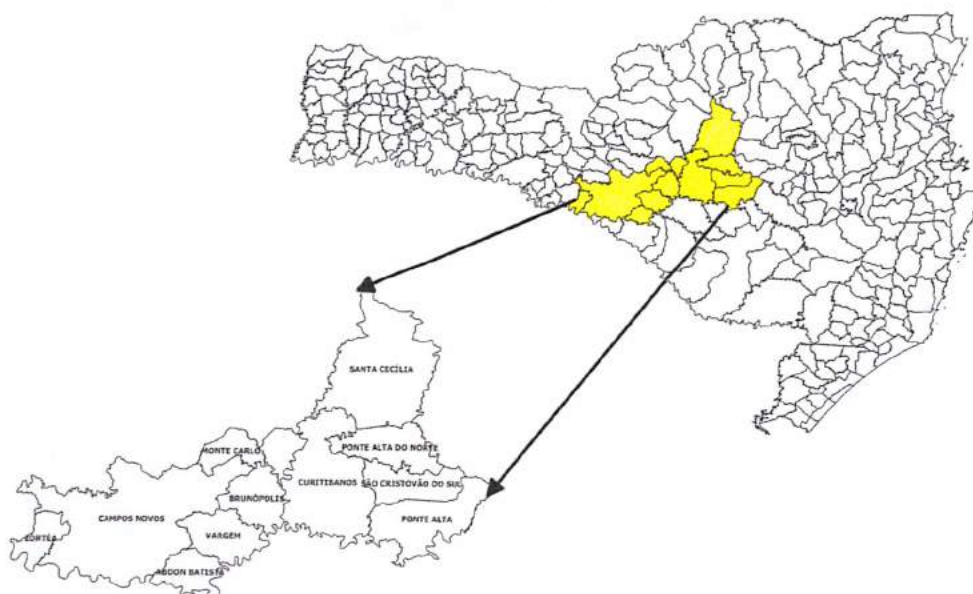 SANTA CECÍLIA
PONTE ALTA DO NORTE
MONTE CARLO
CURITIBANOS
SÃO CRISTOVÃO DO SUL
BRUNÓPOLIS
CAMPOS NOVOS
PONTE ALTA
VARGEM
ZORTÉA
ABDON BATISTA